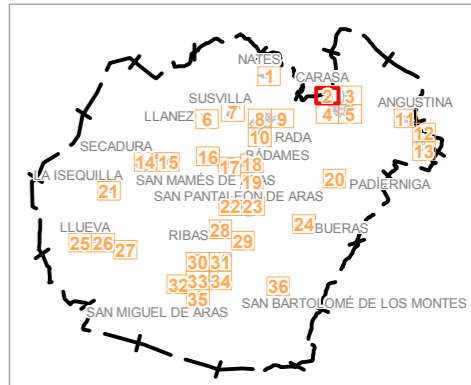 NATES
1
CARASA
2 3
SUSVILLA
ANGUSTINA
LLANEZ
6 7 8 9 4 5 11
10 RADA
12
SECADURA
BÁDAMES
13
14 15 16 17 18
LA ISEQUILLA
SAN MAMÉS DE ARAS
19
20 PADIÉRNIGA
21
SAN PANTALEÓN DE ARAS
22 23
LLUEVA
RIBAS 28
24 BUERAS
25 26 27
29
30 31
32 33 34
36
35
SAN MIGUEL DE ARAS
SAN BARTOLOMÉ DE LOS MONTES